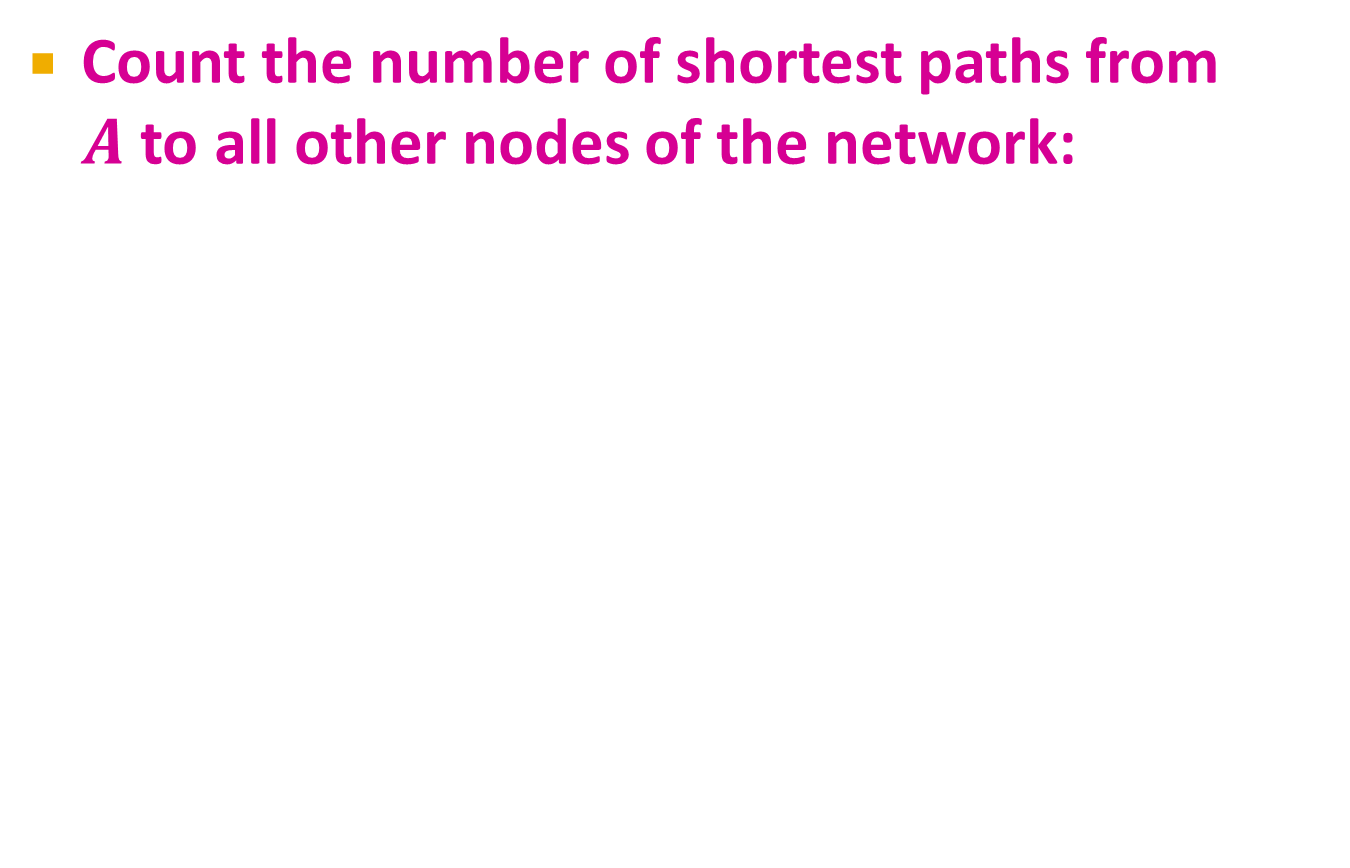 Count the number of shortest paths from
A to all other nodes of the network: